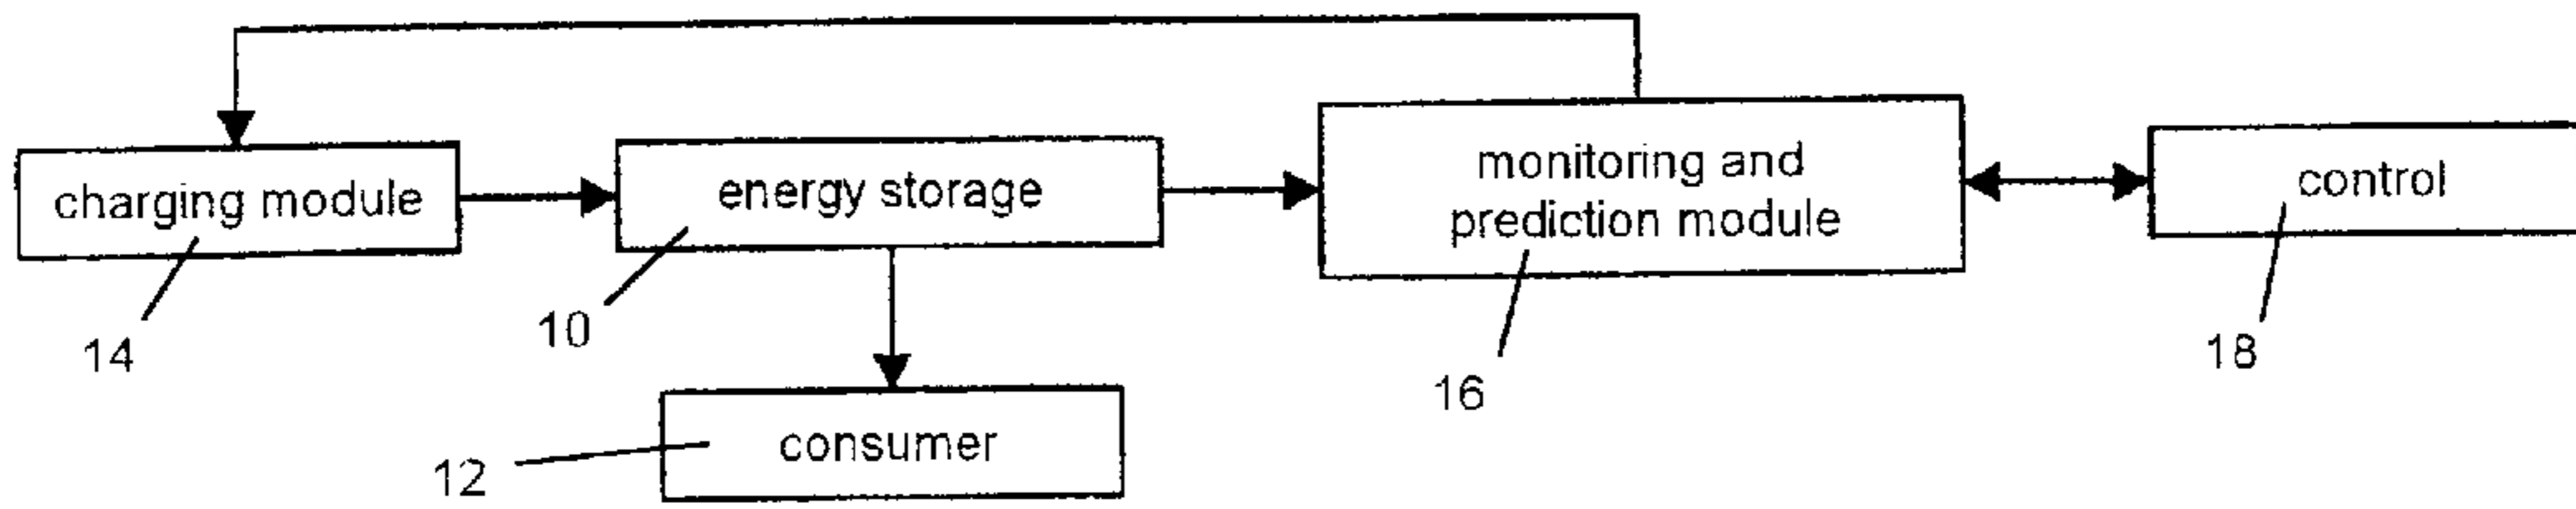 charging module
energy storage
monitoring and
prediction module
control
14
10
16
18
consumer
12